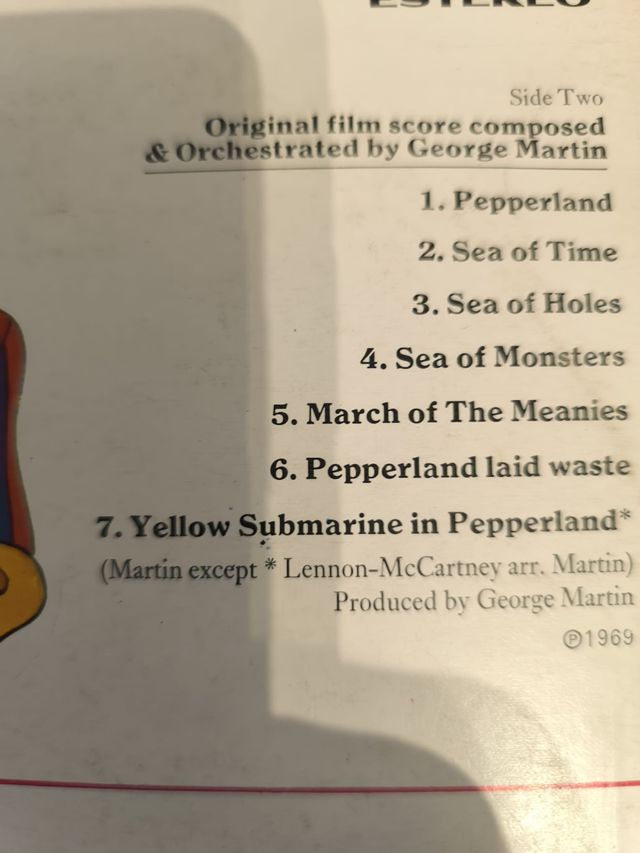 ESTEREO
Side Two
Original film score composed
& Orchestrated by George Martin
1. Pepperland
2. Sea of Time
3. Sea of Holes
4. Sea of Monsters
5. March of The Meanies
6. Pepperland laid waste
7. Yellow Submarine in Pepperland*
(Martin except * Lennon-McCartney arr. Martin)
Produced by George Martin
℗1969